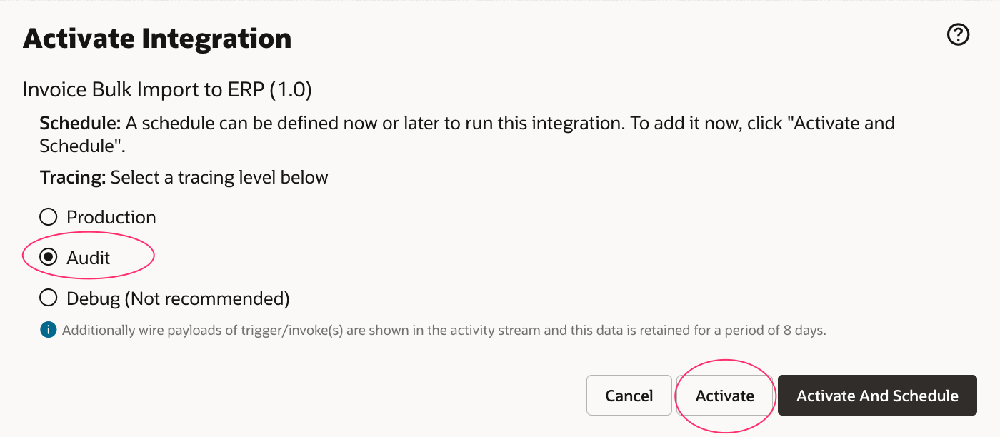 Activate Integration
Invoice Bulk Import to ERP (1.0)
Schedule: A schedule can be defined now or later to run this integration. To add it now, click "Activate and
Schedule".
Tracing: Select a tracing level below
Production
Audit
Debug (Not recommended)
Additionally wire payloads of trigger/invoke(s) are shown in the activity stream and this data is retained for a period of 8 days.
Cancel Activate Activate And Schedule